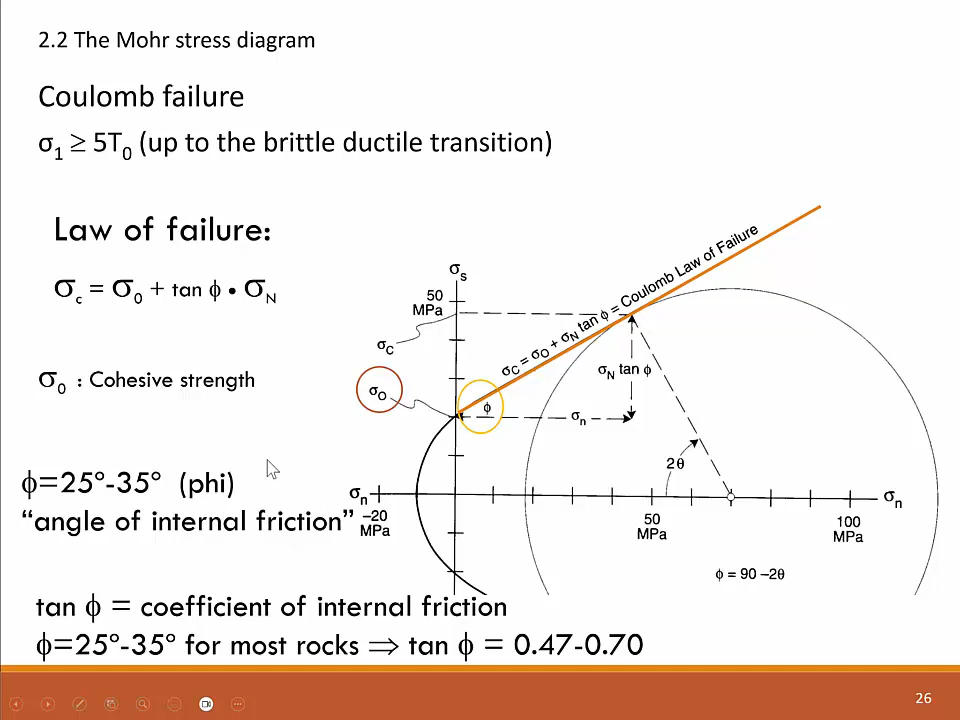 2.2 The Mohr stress diagram
Coulomb failure
σ1 ≥ 5T0 (up to the brittle ductile transition)
Law of failure:
σc = σ0 + tan ϕ • σN
σ0 : Cohesive strength
ϕ=25°-35° (phi)
“angle of internal friction”
tan ϕ = coefficient of internal friction
ϕ=25°-35° for most rocks ⇒ tan ϕ = 0.47-0.70
σs
50
MPa
σC
σO
ϕ
σC = σO + σN tan ϕ = Coulomb Law of Failure
σN tan ϕ
σn
2θ
σn
–20
MPa
50
MPa
100
MPa
σn
ϕ = 90 –2θ
26